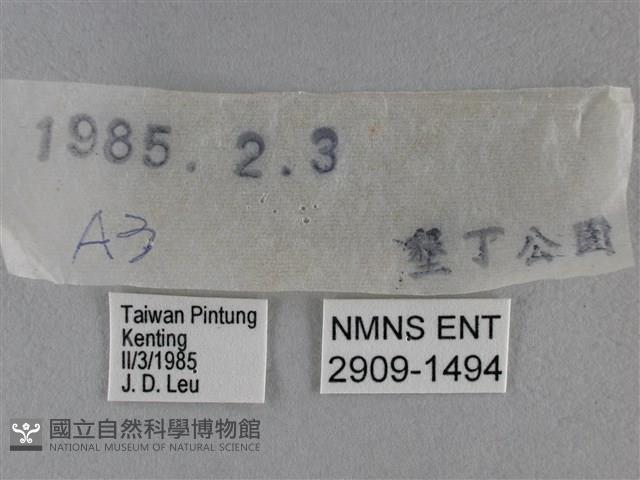 1985.2.3
A3
墾丁公園
Taiwan Pintung
Kenting
II/3/1985
J. D. Leu
NMNS ENT
2909-1494
國立自然科學博物館
NATIONAL MUSEUM OF NATURAL SCIENCE